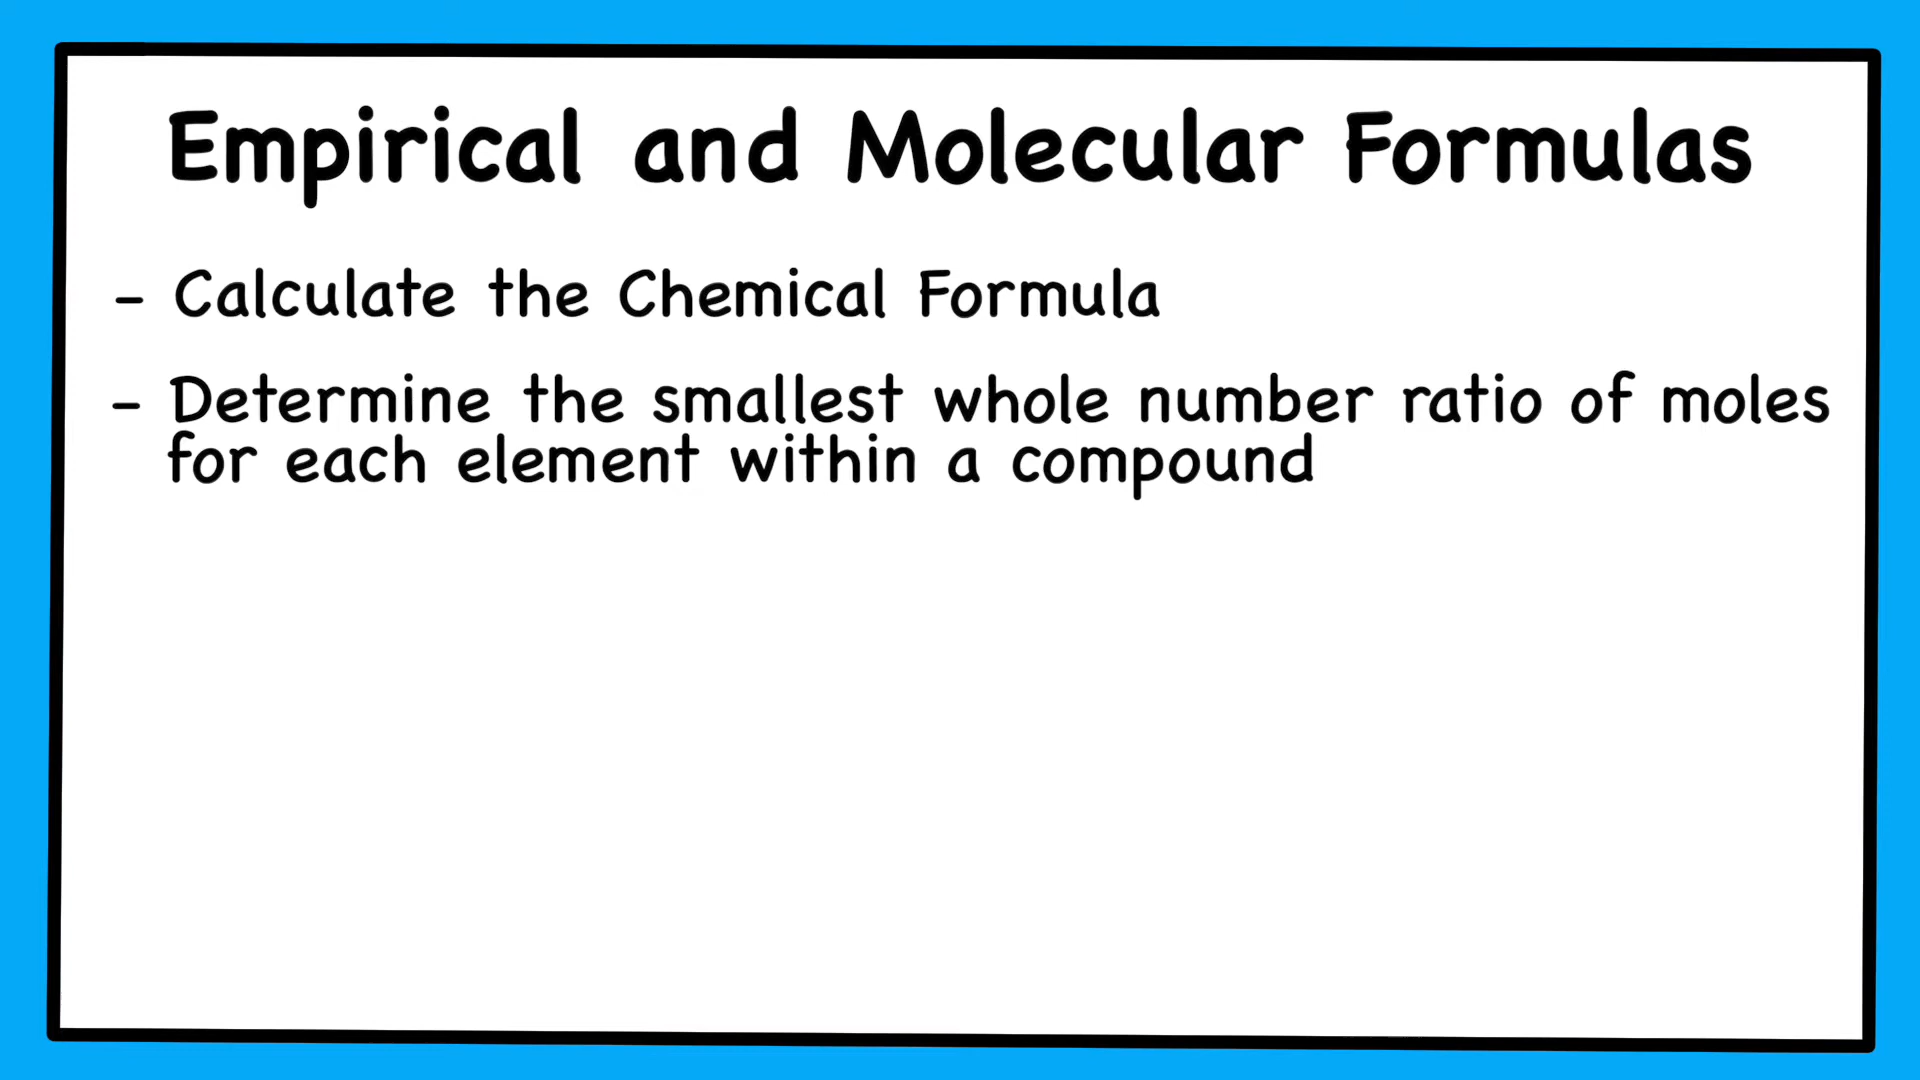 Empirical and Molecular Formulas
- Calculate the Chemical Formula
- Determine the smallest whole number ratio of moles
for each element within a compound